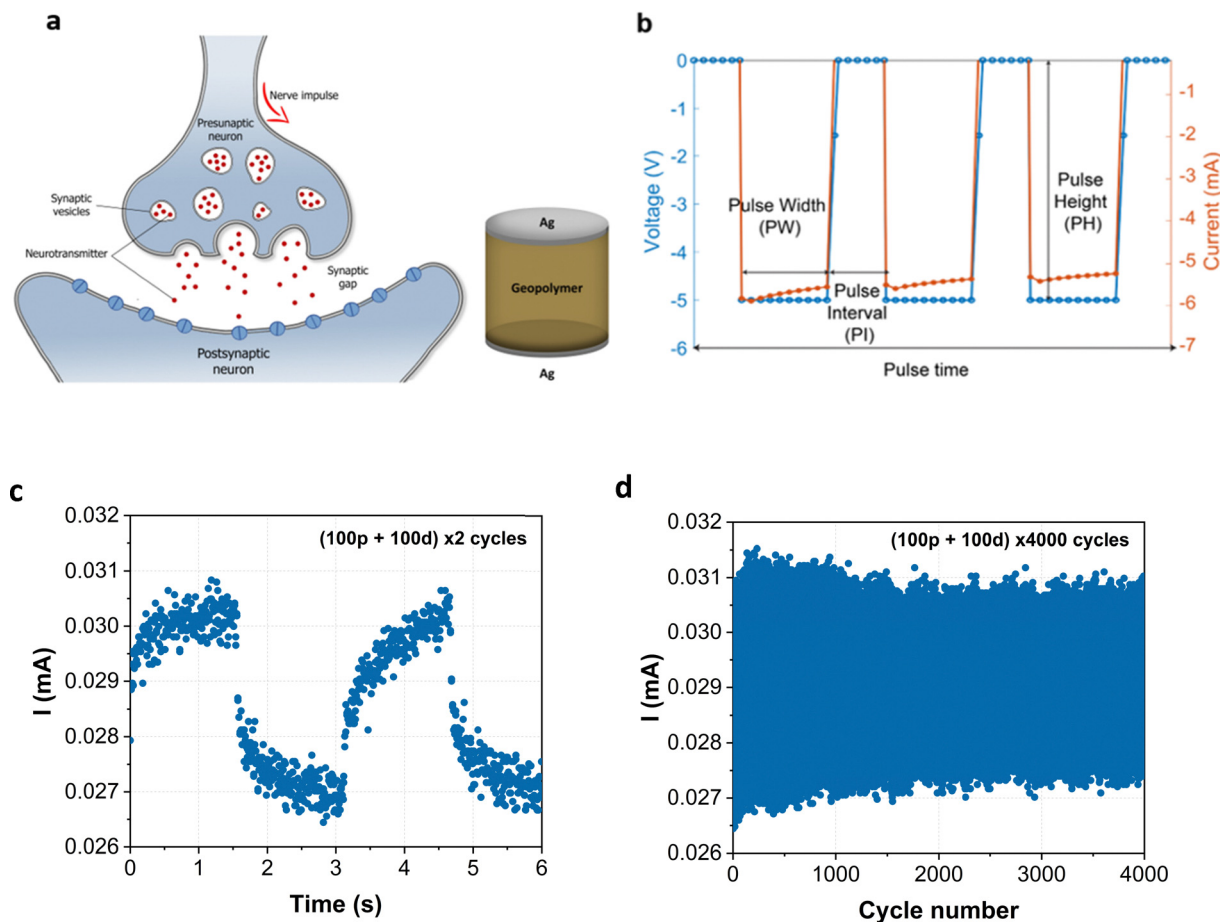 a
Nerve impulse
Presunaptic
neuron
Synaptic
vesicles
Neurotransmitter
Synaptic
gap
Postsynaptic
neuron
Ag
Geopolymer
Ag
b
0
-1
-2
-3
-4
-5
-6
Voltage (V)
Pulse Width
(PW)
Pulse
Interval
(PI)
Pulse
Height
(PH)
Pulse time
-1
-2
-3
-4
-5
-6
-7
Current (mA)
c
(100p + 100d) x2 cycles
0.032
0.031
0.030
0.029
0.028
0.027
0.026
I (mA)
0 1 2 3 4 5 6
Time (s)
d
(100p + 100d) x4000 cycles
0.032
0.031
0.030
0.029
0.028
0.027
0.026
I (mA)
0 1000 2000 3000 4000
Cycle number